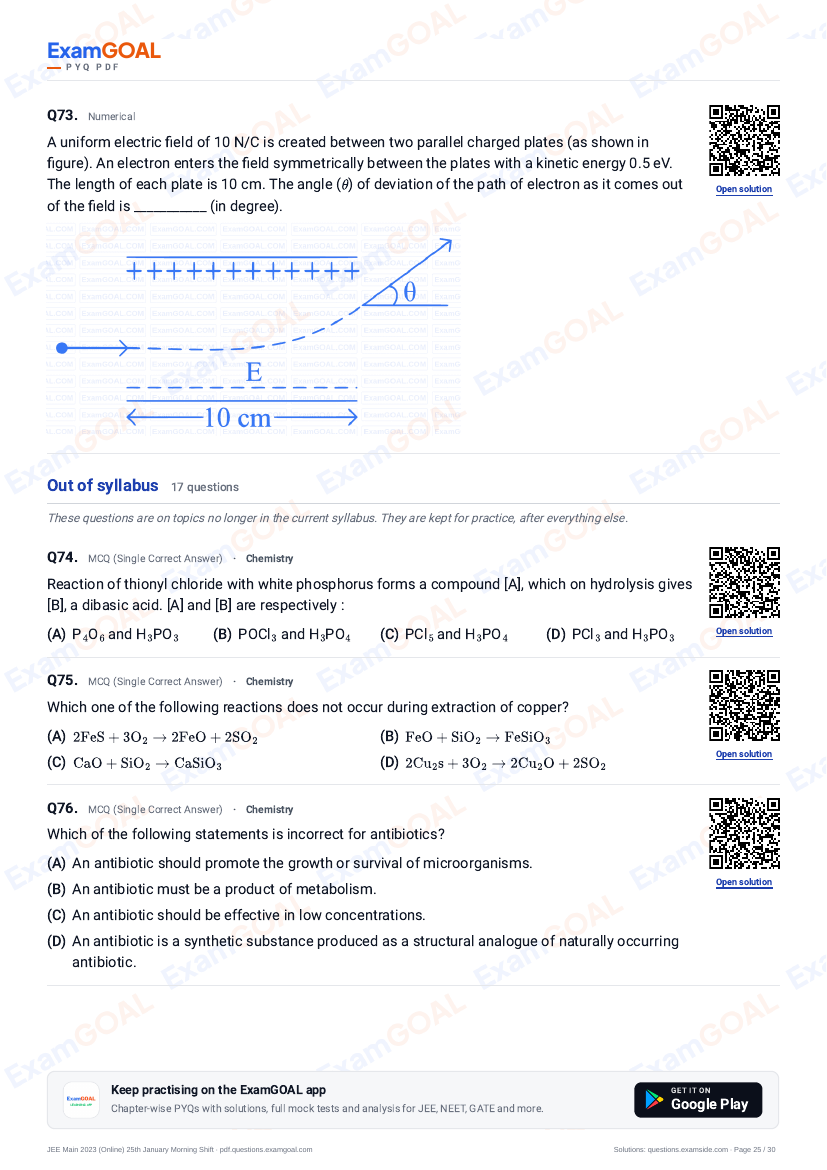 ExamGOAL
PYQ PDF
Q73. Numerical
A uniform electric field of 10 N/C is created between two parallel charged plates (as shown in
figure). An electron enters the field symmetrically between the plates with a kinetic energy 0.5 eV.
The length of each plate is 10 cm. The angle (θ) of deviation of the path of electron as it comes out
of the field is __________ (in degree).
Open solution
+ + + + + + + + + + + +
θ
E
10 cm
Out of syllabus 17 questions
These questions are on topics no longer in the current syllabus. They are kept for practice, after everything else.
Q74. MCQ (Single Correct Answer) · Chemistry
Reaction of thionyl chloride with white phosphorus forms a compound [A], which on hydrolysis gives
[B], a dibasic acid. [A] and [B] are respectively :
(A) P₄O₆ and H₃PO₃ (B) POCl₃ and H₃PO₄ (C) PCl₅ and H₃PO₄ (D) PCl₃ and H₃PO₃
Open solution
Q75. MCQ (Single Correct Answer) · Chemistry
Which one of the following reactions does not occur during extraction of copper?
(A) 2FeS + 3O₂ → 2FeO + 2SO₂ (B) FeO + SiO₂ → FeSiO₃
(C) CaO + SiO₂ → CaSiO₃ (D) 2Cu₂s + 3O₂ → 2Cu₂O + 2SO₂
Open solution
Q76. MCQ (Single Correct Answer) · Chemistry
Which of the following statements is incorrect for antibiotics?
(A) An antibiotic should promote the growth or survival of microorganisms.
(B) An antibiotic must be a product of metabolism.
(C) An antibiotic should be effective in low concentrations.
(D) An antibiotic is a synthetic substance produced as a structural analogue of naturally occurring
antibiotic.
Open solution
ExamGOAL
Keep practising on the ExamGOAL app
Chapter-wise PYQs with solutions, full mock tests and analysis for JEE, NEET, GATE and more.
GET IT ON
Google Play
JEE Main 2023 (Online) 25th January Morning Shift · pdf.questions.examgoal.com
Solutions: questions.examside.com · Page 25 / 30